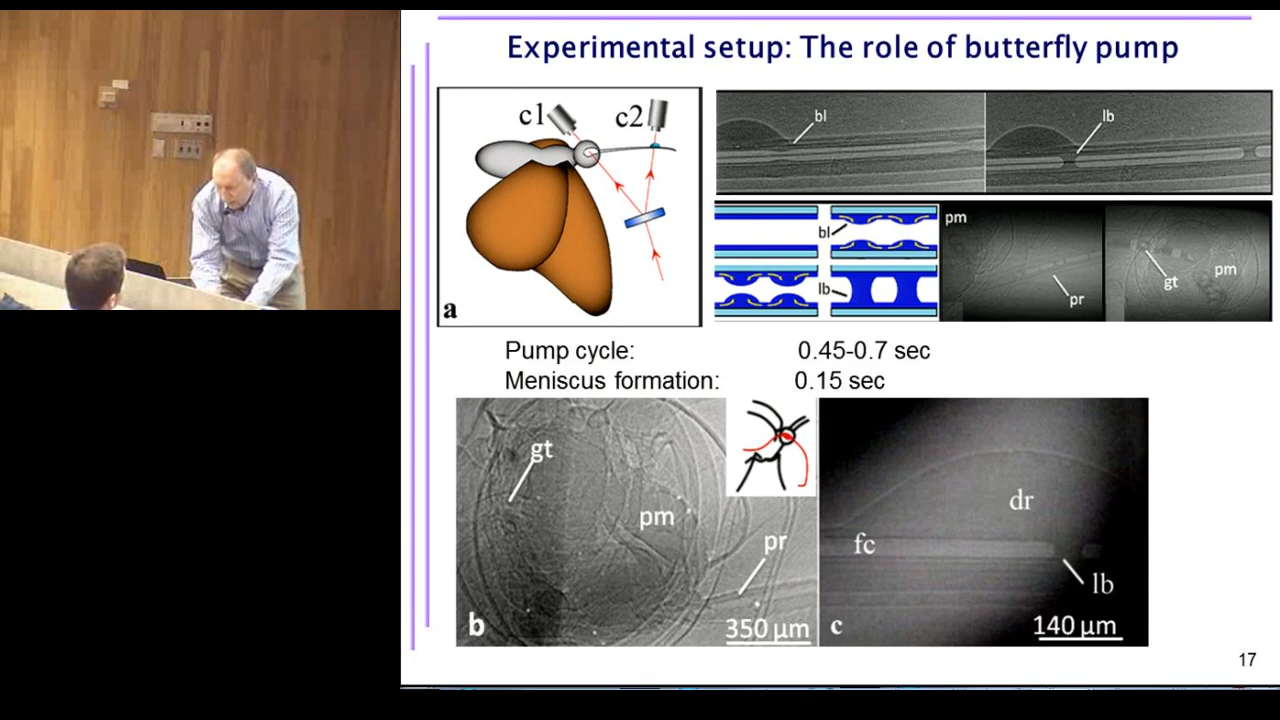 Experimental setup: The role of butterfly pump
c1
c2
a
bl
lb
bl
lb
pm
pr
gt
pm
Pump cycle: 0.45-0.7 sec
Meniscus formation: 0.15 sec
gt
pm
pr
b
350 µm
dr
fc
lb
c
140 µm
17